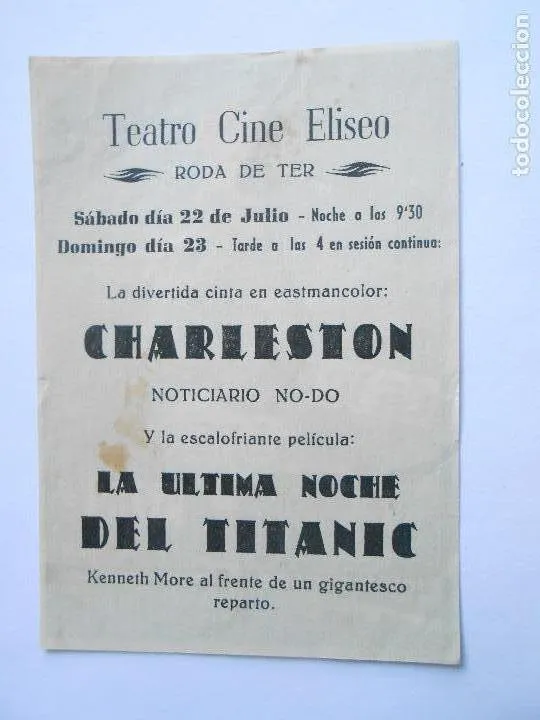 Teatro Cine Eliseo
RODA DE TER
Sábado día 22 de Julio - Noche a las 9'30
Domingo día 23 - Tarde a las 4 en sesión continua:
La divertida cinta en eastmancolor:
CHARLESTON
NOTICIARIO NO-DO
Y la escalofriante película:
LA ULTIMA NOCHE
DEL TITANIC
Kenneth More al frente de un gigantesco
reparto.
todocoleccion